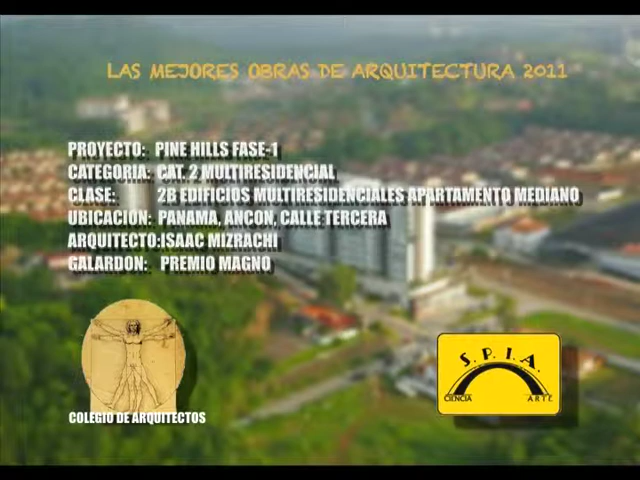 LAS MEJORES OBRAS DE ARQUITECTURA 2011
PROYECTO: PINE HILLS FASE-1
CATEGORIA: CAT. 2 MULTIRESIDENCIAL
CLASE: 2B EDIFICIOS MULTIRESIDENCIALES APARTAMENTO MEDIANO
UBICACION: PANAMA, ANCON, CALLE TERCERA
ARQUITECTO:ISAAC MIZRACHI
GALARDON: PREMIO MAGNO
S.P.I.A.
CIENCIA ARTE
COLEGIO DE ARQUITECTOS